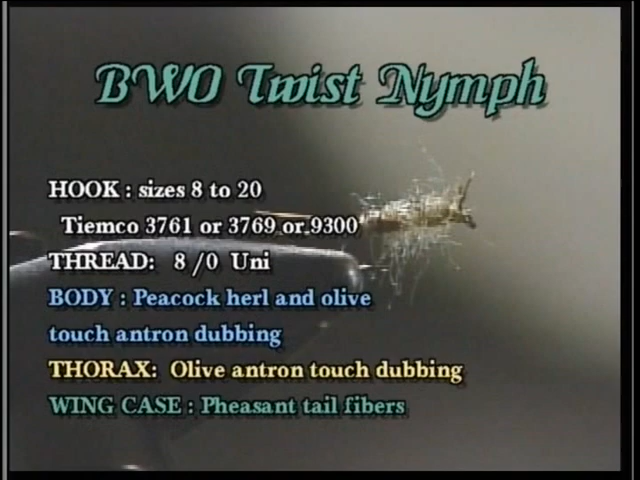 BWO Twist Nymph
HOOK : sizes 8 to 20
Tiemco 3761 or 3769 or 9300
THREAD: 8 /0 Uni
BODY : Peacock herl and olive
touch antron dubbing
THORAX: Olive antron touch dubbing
WING CASE : Pheasant tail fibers